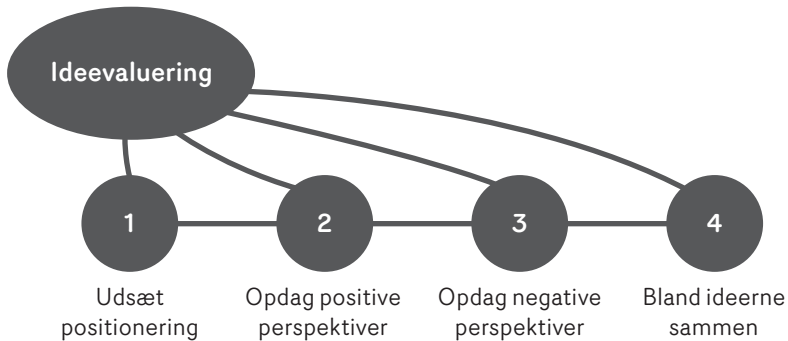 Ideevaluering
1
2
3
4
Udsæt
positionering
Opdag positive
perspektiver
Opdag negative
perspektiver
Bland ideerne
sammen